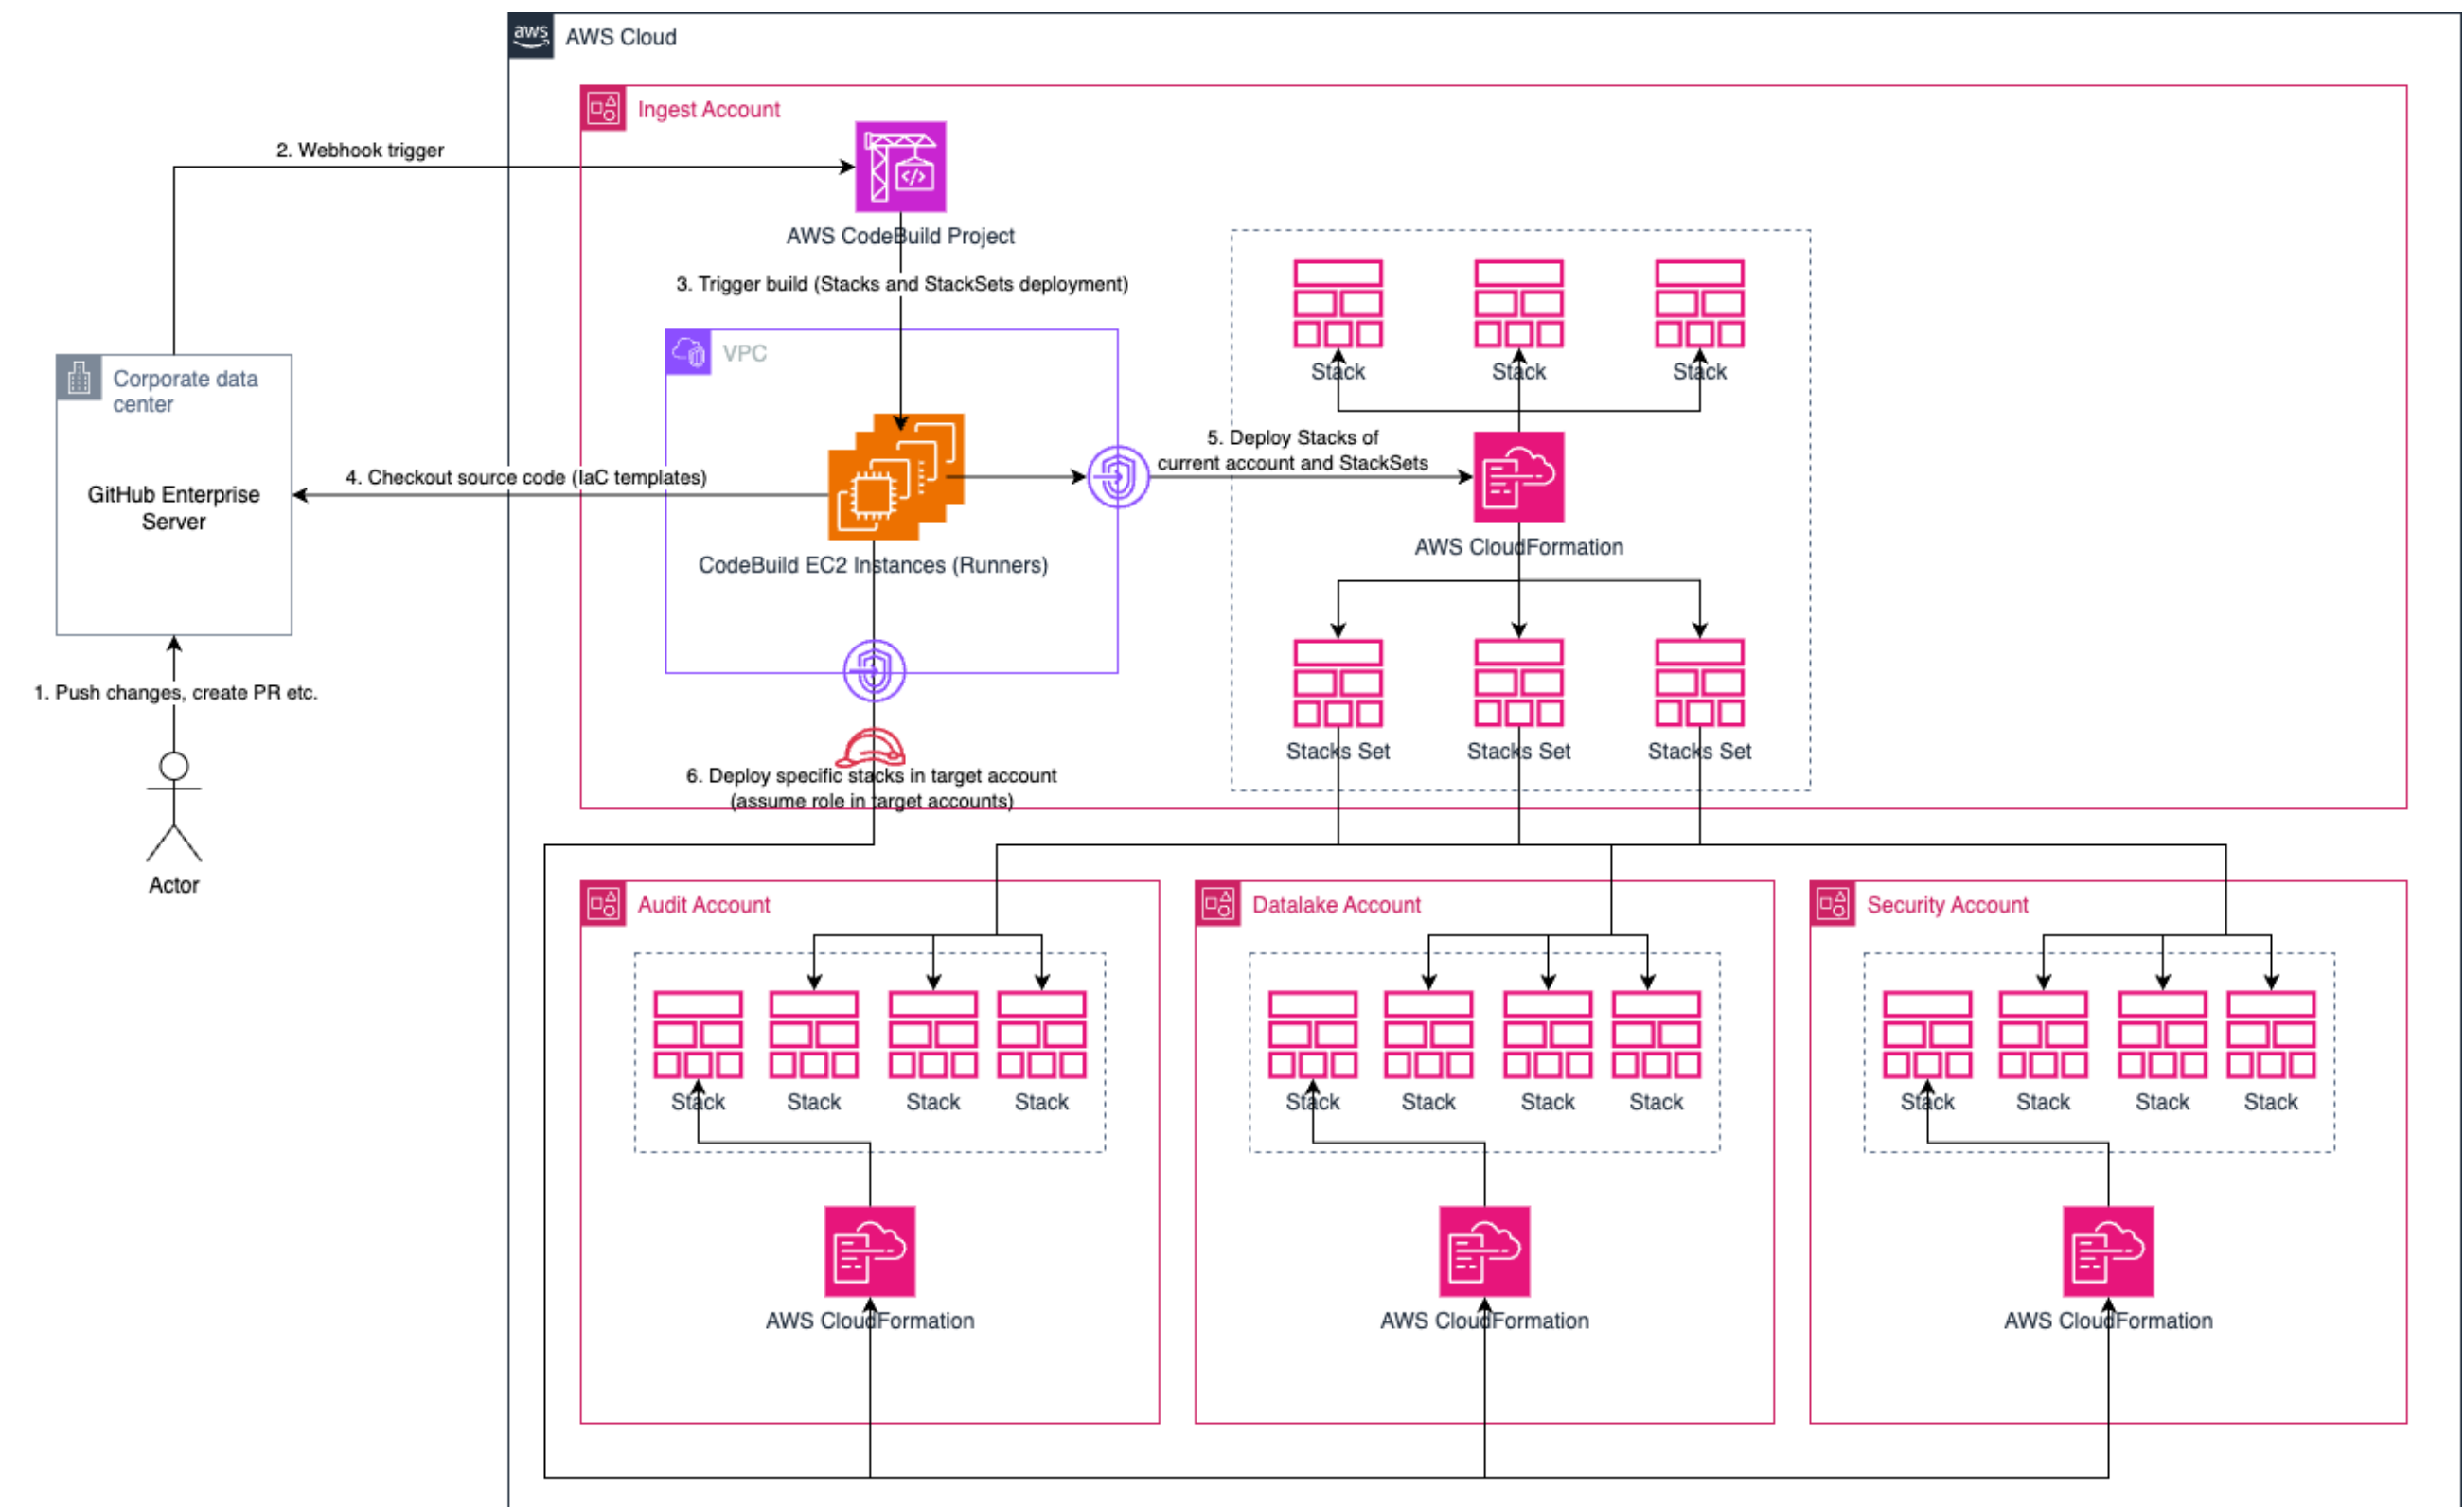 aws
AWS Cloud
Ingest Account
2. Webhook trigger
AWS CodeBuild Project
3. Trigger build (Stacks and StackSets deployment)
VPC
Stack
Stack
Stack
Corporate data
center
GitHub Enterprise
Server
4. Checkout source code (IaC templates)
5. Deploy Stacks of
current account and StackSets
CodeBuild EC2 Instances (Runners)
AWS CloudFormation
1. Push changes, create PR etc.
Stacks Set
Stacks Set
Stacks Set
6. Deploy specific stacks in target account
(assume role in target accounts)
Actor
Audit Account
Stack
Stack
Stack
Stack
AWS CloudFormation
Datalake Account
Stack
Stack
Stack
Stack
AWS CloudFormation
Security Account
Stack
Stack
Stack
Stack
AWS CloudFormation